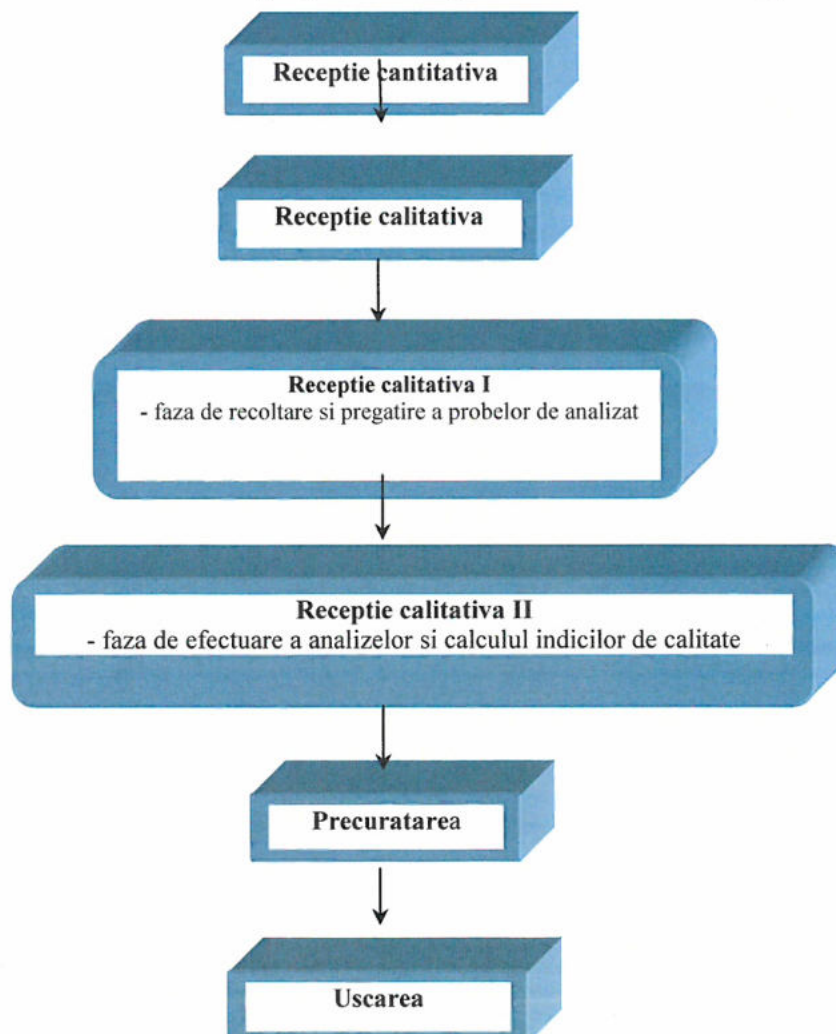 Receptie cantitativa
Receptie calitativa
Receptie calitativa I
- faza de recoltare si pregatire a probelor de analizat
Receptie calitativa II
- faza de efectuare a analizelor si calculul indicilor de calitate
Precuratarea
Uscarea